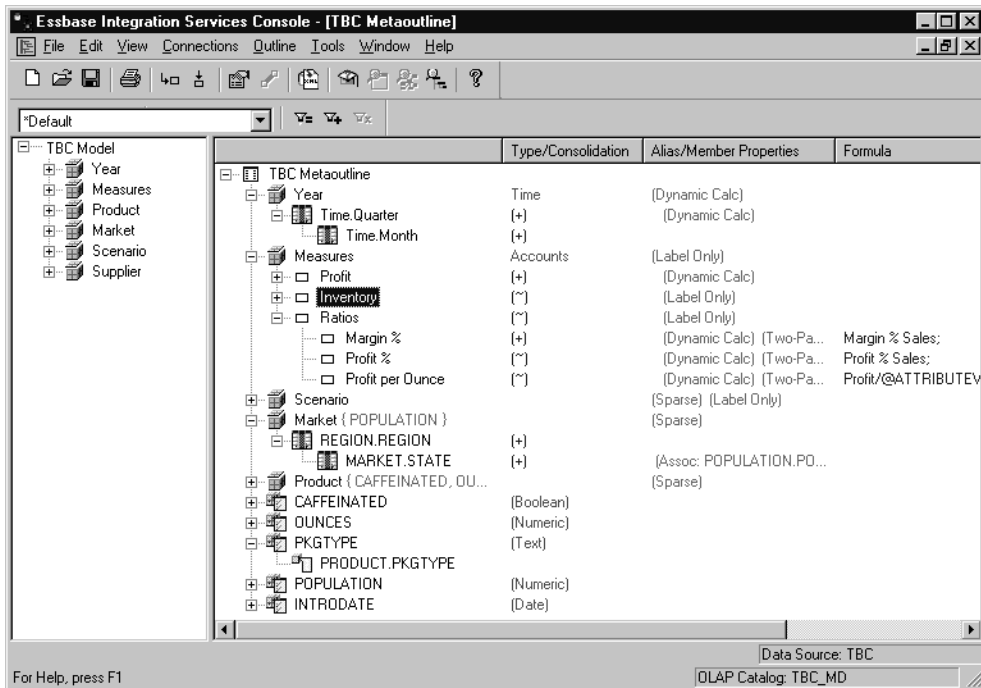 Essbase Integration Services Console - [TBC Metaoutline]
File Edit View Connections Outline Tools Window Help
*Default
TBC Model
Year
Measures
Product
Market
Scenario
Supplier
Type/Consolidation Alias/Member Properties Formula
TBC Metaoutline
Year Time (Dynamic Calc)
Time.Quarter (+) (Dynamic Calc)
Time.Month (+)
Measures Accounts (Label Only)
Profit (+) (Dynamic Calc)
Inventory (~) (Label Only)
Ratios (~) (Label Only)
Margin % (+) (Dynamic Calc) (Two-Pa... Margin % Sales;
Profit % (~) (Dynamic Calc) (Two-Pa... Profit % Sales;
Profit per Ounce (~) (Dynamic Calc) (Two-Pa... Profit/@ATTRIBUTEV
Scenario (Sparse) (Label Only)
Market { POPULATION } (Sparse)
REGION.REGION (+)
MARKET.STATE (+) (Assoc: POPULATION.PO...
Product { CAFFEINATED, OU... (Sparse)
CAFFEINATED (Boolean)
OUNCES (Numeric)
PKGTYPE (Text)
PRODUCT.PKGTYPE
POPULATION (Numeric)
INTRODATE (Date)
Data Source: TBC
For Help, press F1 OLAP Catalog: TBC_MD